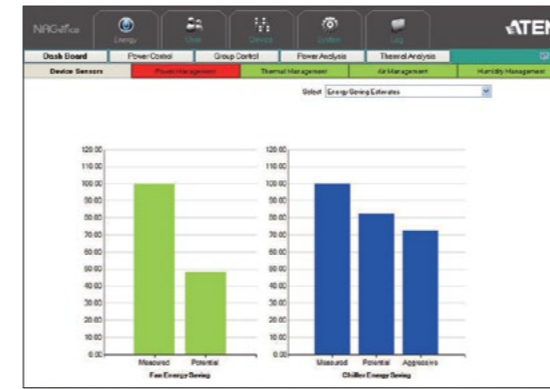 NRGence
ATEN
Energy User Device System Log
Dash Board Power Control Group Control Power Analysis Thermal Analysis
Device Sensors Power Management Thermal Management Air Management Humidity Management
Select Energy Saving Estimates
120.00 120.00
110.00 110.00
100.00 100.00
90.00 90.00
80.00 80.00
70.00 70.00
60.00 60.00
50.00 50.00
40.00 40.00
30.00 30.00
20.00 20.00
10.00 10.00
0.00 0.00
Measured Potential Measured Potential Aggressive
Fan Energy Saving Chiller Energy Saving